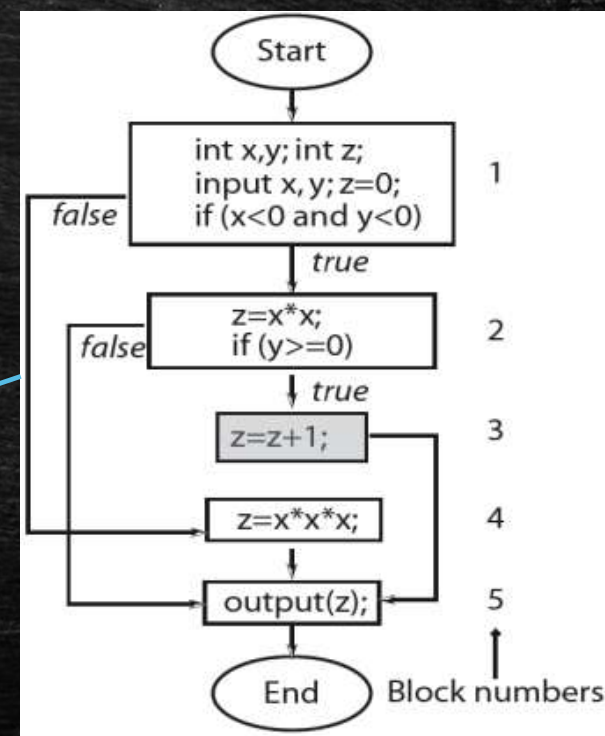 Start
int x,y; int z;
input x, y; z=0;
if (x<0 and y<0)
1
false
true
z=x*x;
if (y>=0)
2
false
true
z=z+1;
3
z=x*x*x;
4
output(z);
5
End
Block numbers